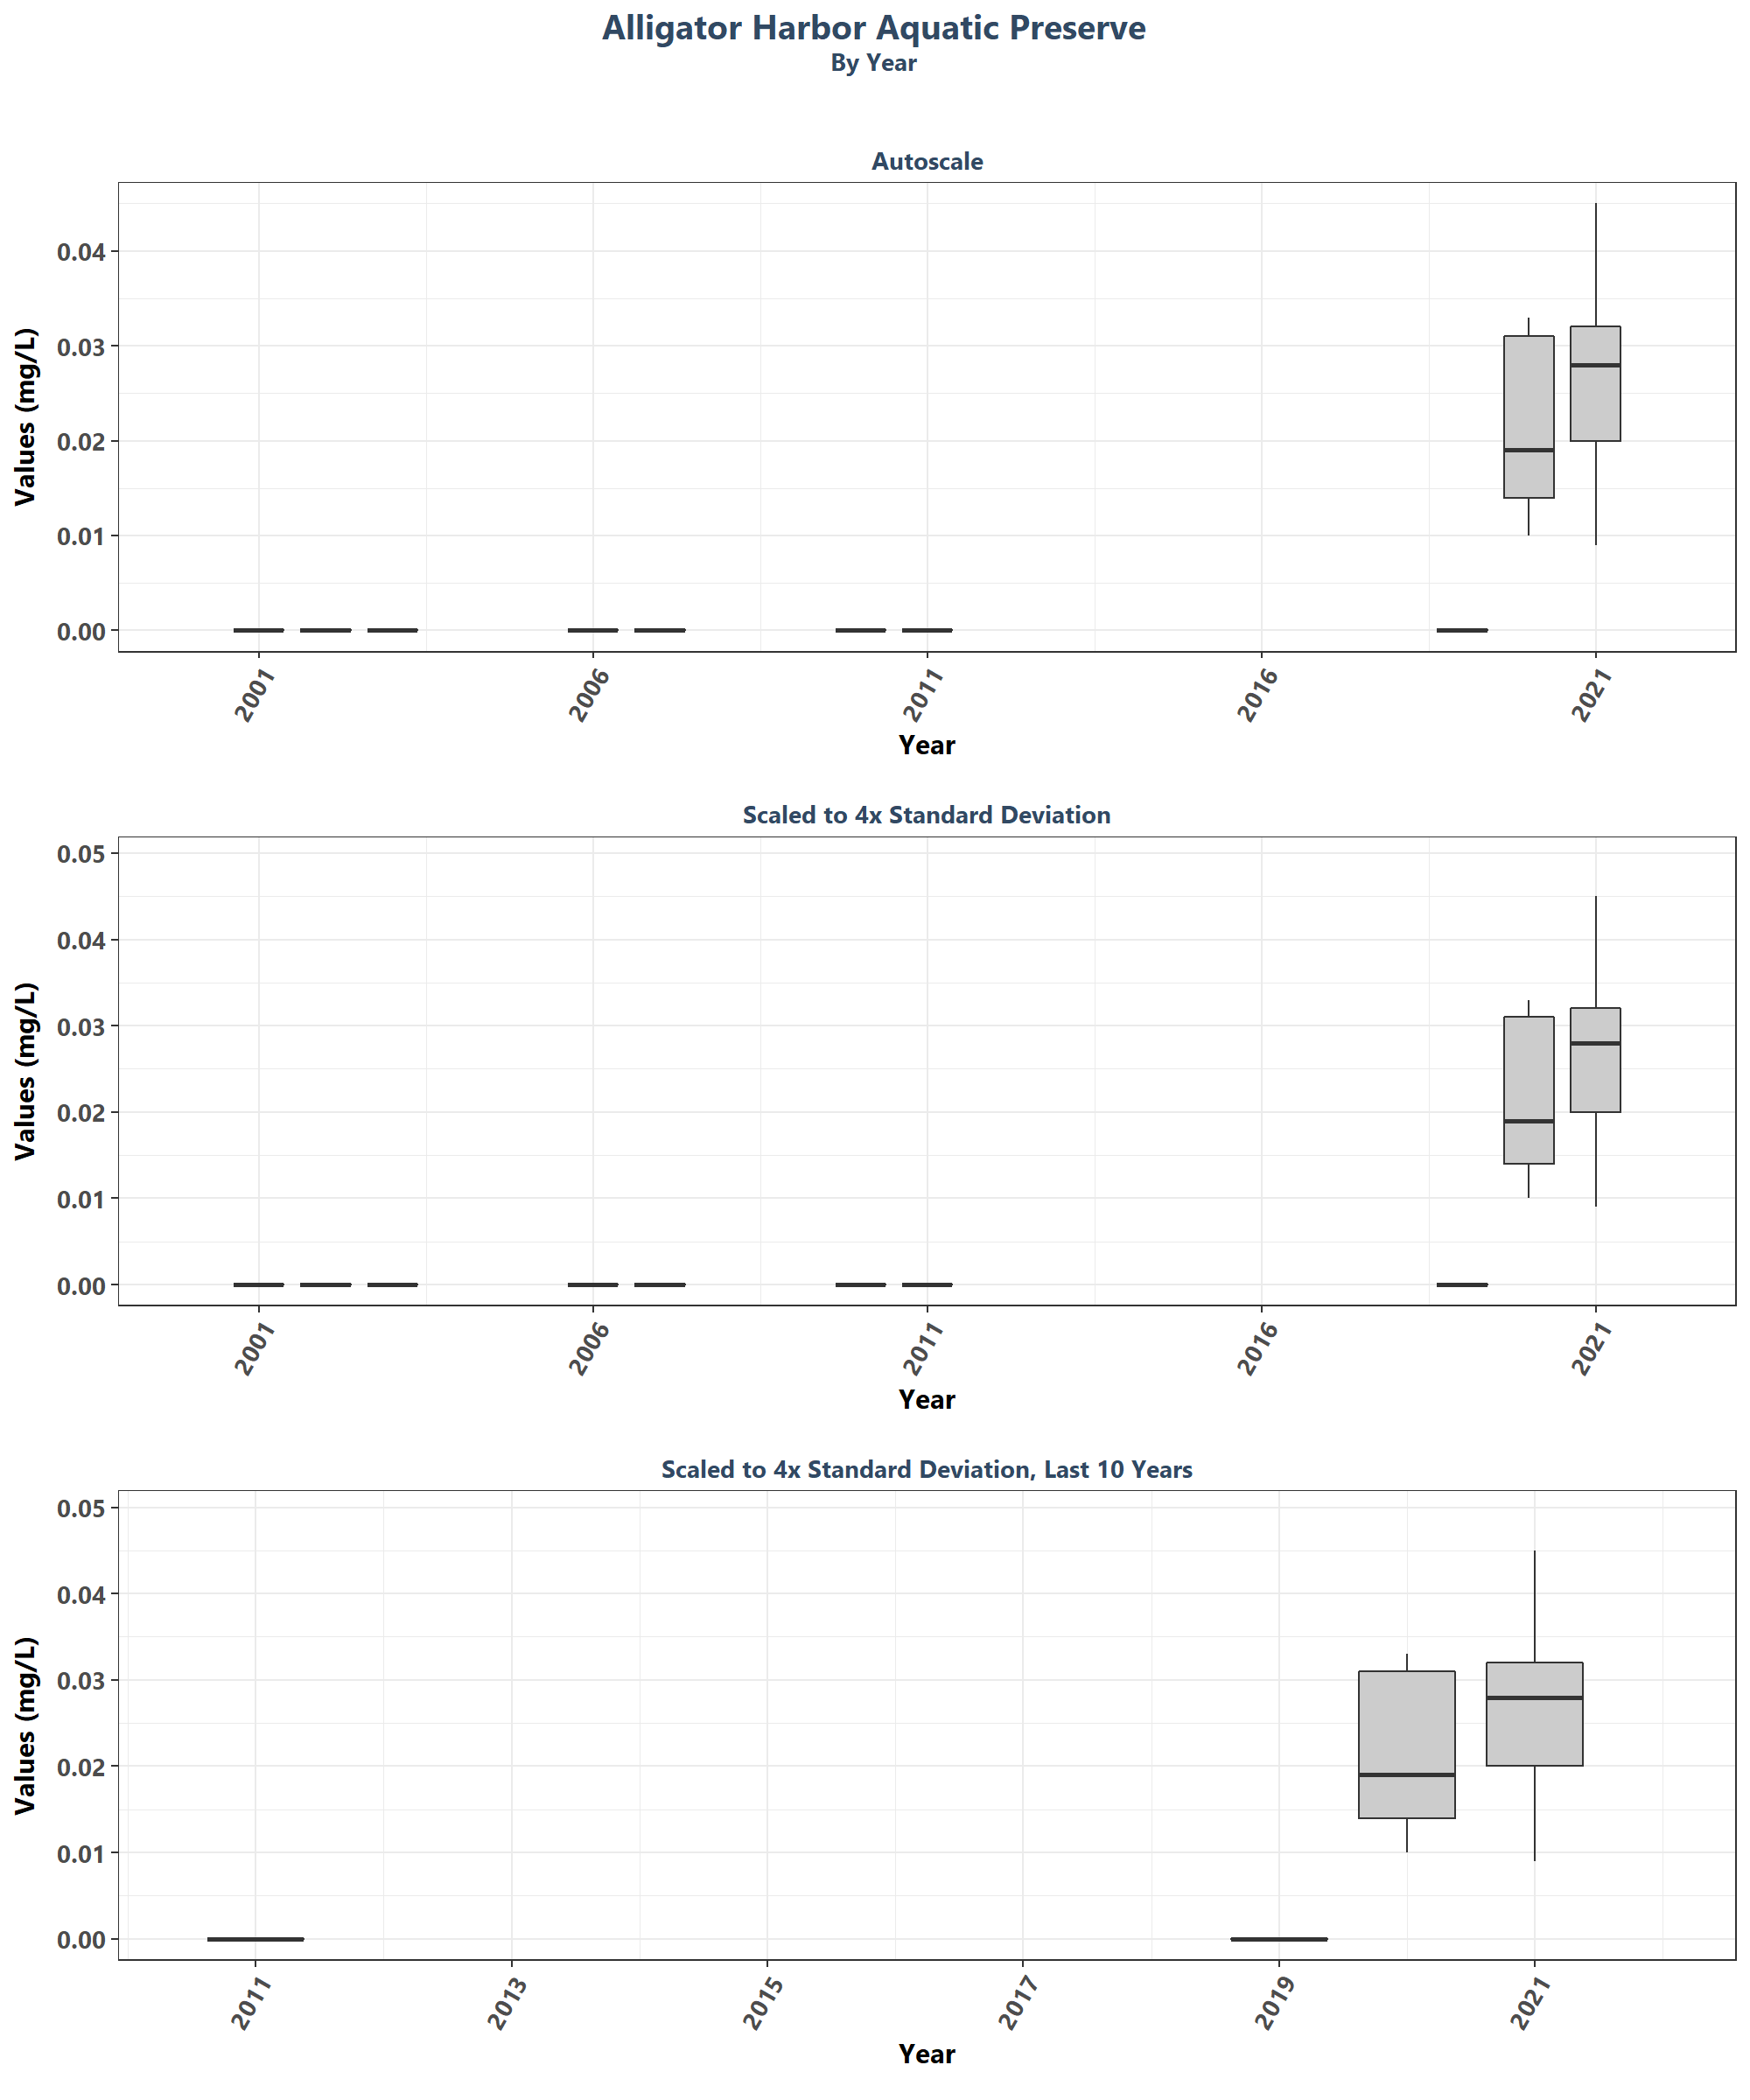 Alligator Harbor Aquatic Preserve
By Year
Autoscale
Values (mg/L)
0.04
0.03
0.02
0.01
0.00
2001 2006 2011 2016 2021
Year
Scaled to 4x Standard Deviation
Values (mg/L)
0.05
0.04
0.03
0.02
0.01
0.00
2001 2006 2011 2016 2021
Year
Scaled to 4x Standard Deviation, Last 10 Years
Values (mg/L)
0.05
0.04
0.03
0.02
0.01
0.00
2011 2013 2015 2017 2019 2021
Year